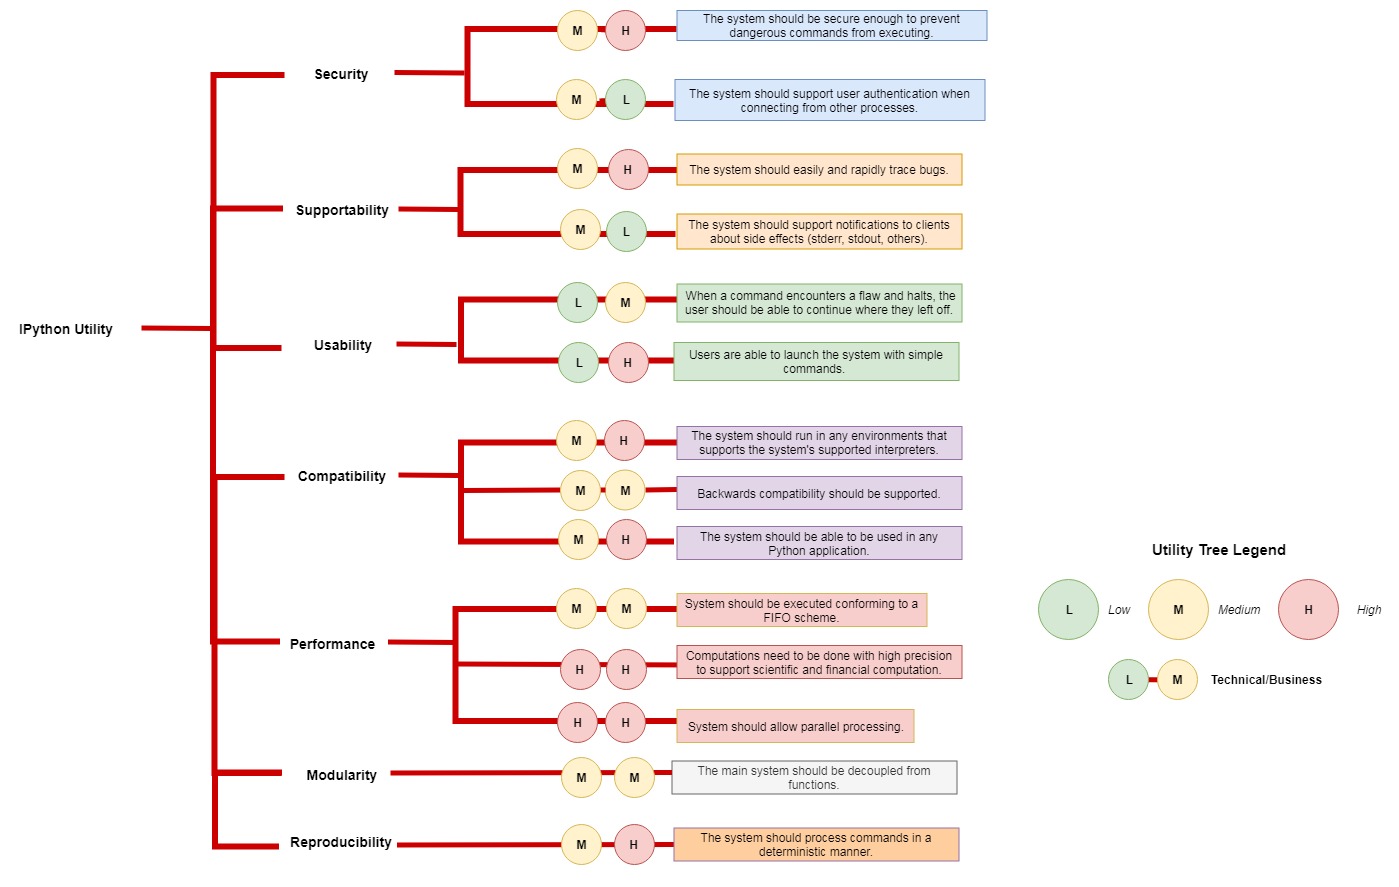 M
H
The system should be secure enough to prevent
dangerous commands from executing.
Security
M
L
The system should support user authentication when
connecting from other processes.
M
H
The system should easily and rapidly trace bugs.
Supportability
M
L
The system should support notifications to clients
about side effects (stderr, stdout, others).
L
M
When a command encounters a flaw and halts, the
user should be able to continue where they left off.
IPython Utility
Usability
L
H
Users are able to launch the system with simple
commands.
M
H
The system should run in any environments that
supports the system's supported interpreters.
Compatibility
M
M
Backwards compatibility should be supported.
M
H
The system should be able to be used in any
Python application.
M
M
System should be executed conforming to a
FIFO scheme.
Performance
H
H
Computations need to be done with high precision
to support scientific and financial computation.
H
H
System should allow parallel processing.
Modularity
M
M
The main system should be decoupled from
functions.
Reproducibility
M
H
The system should process commands in a
deterministic manner.
Utility Tree Legend
L
Low
M
Medium
H
High
L
M
Technical/Business